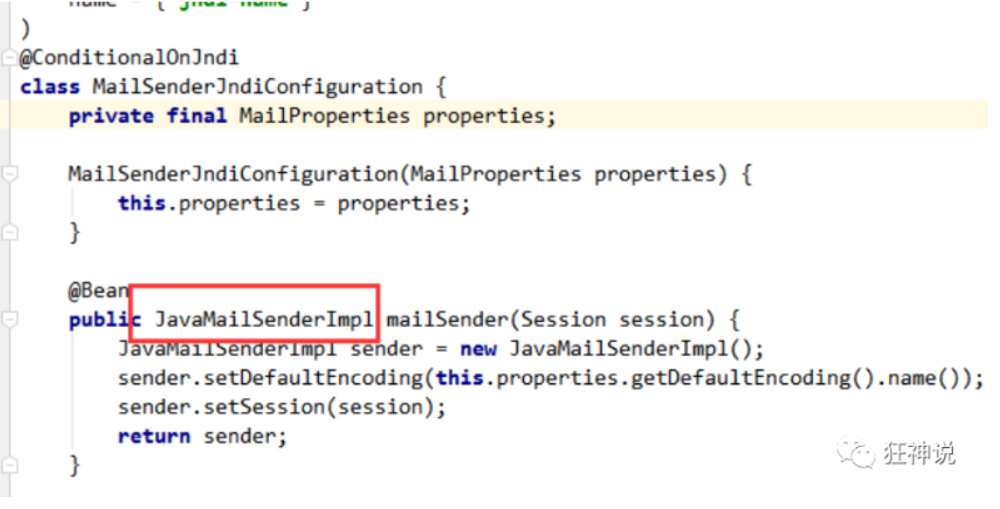 name = { "jndi-name" }
)
@ConditionalOnJndi
class MailSenderJndiConfiguration {
private final MailProperties properties;
MailSenderJndiConfiguration(MailProperties properties) {
this.properties = properties;
}
@Bean
public JavaMailSenderImpl mailSender(Session session) {
JavaMailSenderImpl sender = new JavaMailSenderImpl();
sender.setDefaultEncoding(this.properties.getDefaultEncoding().name());
sender.setSession(session);
return sender;
}
狂神说